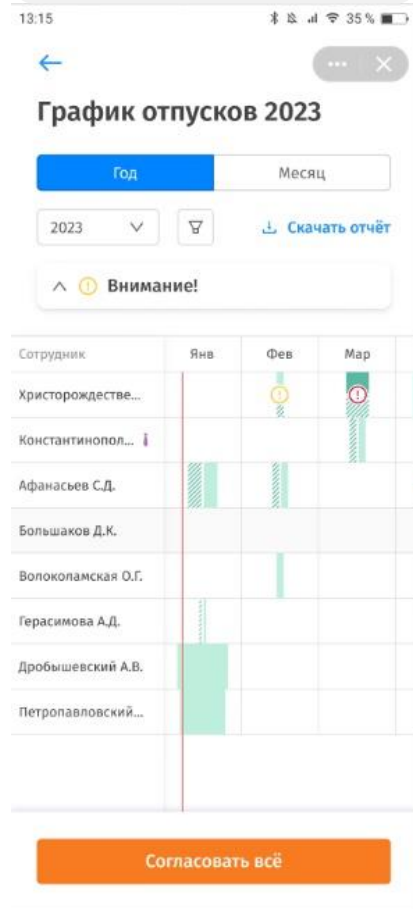 13:15 35 %
График отпусков 2023
Год Месяц
2023 Скачать отчёт
Внимание!
Сотрудник Янв Фев Мар
Христорождестве...
Константинопол...
Афанасьев С.Д.
Большаков Д.К.
Волоколамская О.Г.
Герасимова А.Д.
Дробышевский А.В.
Петропавловский...
Согласовать всё